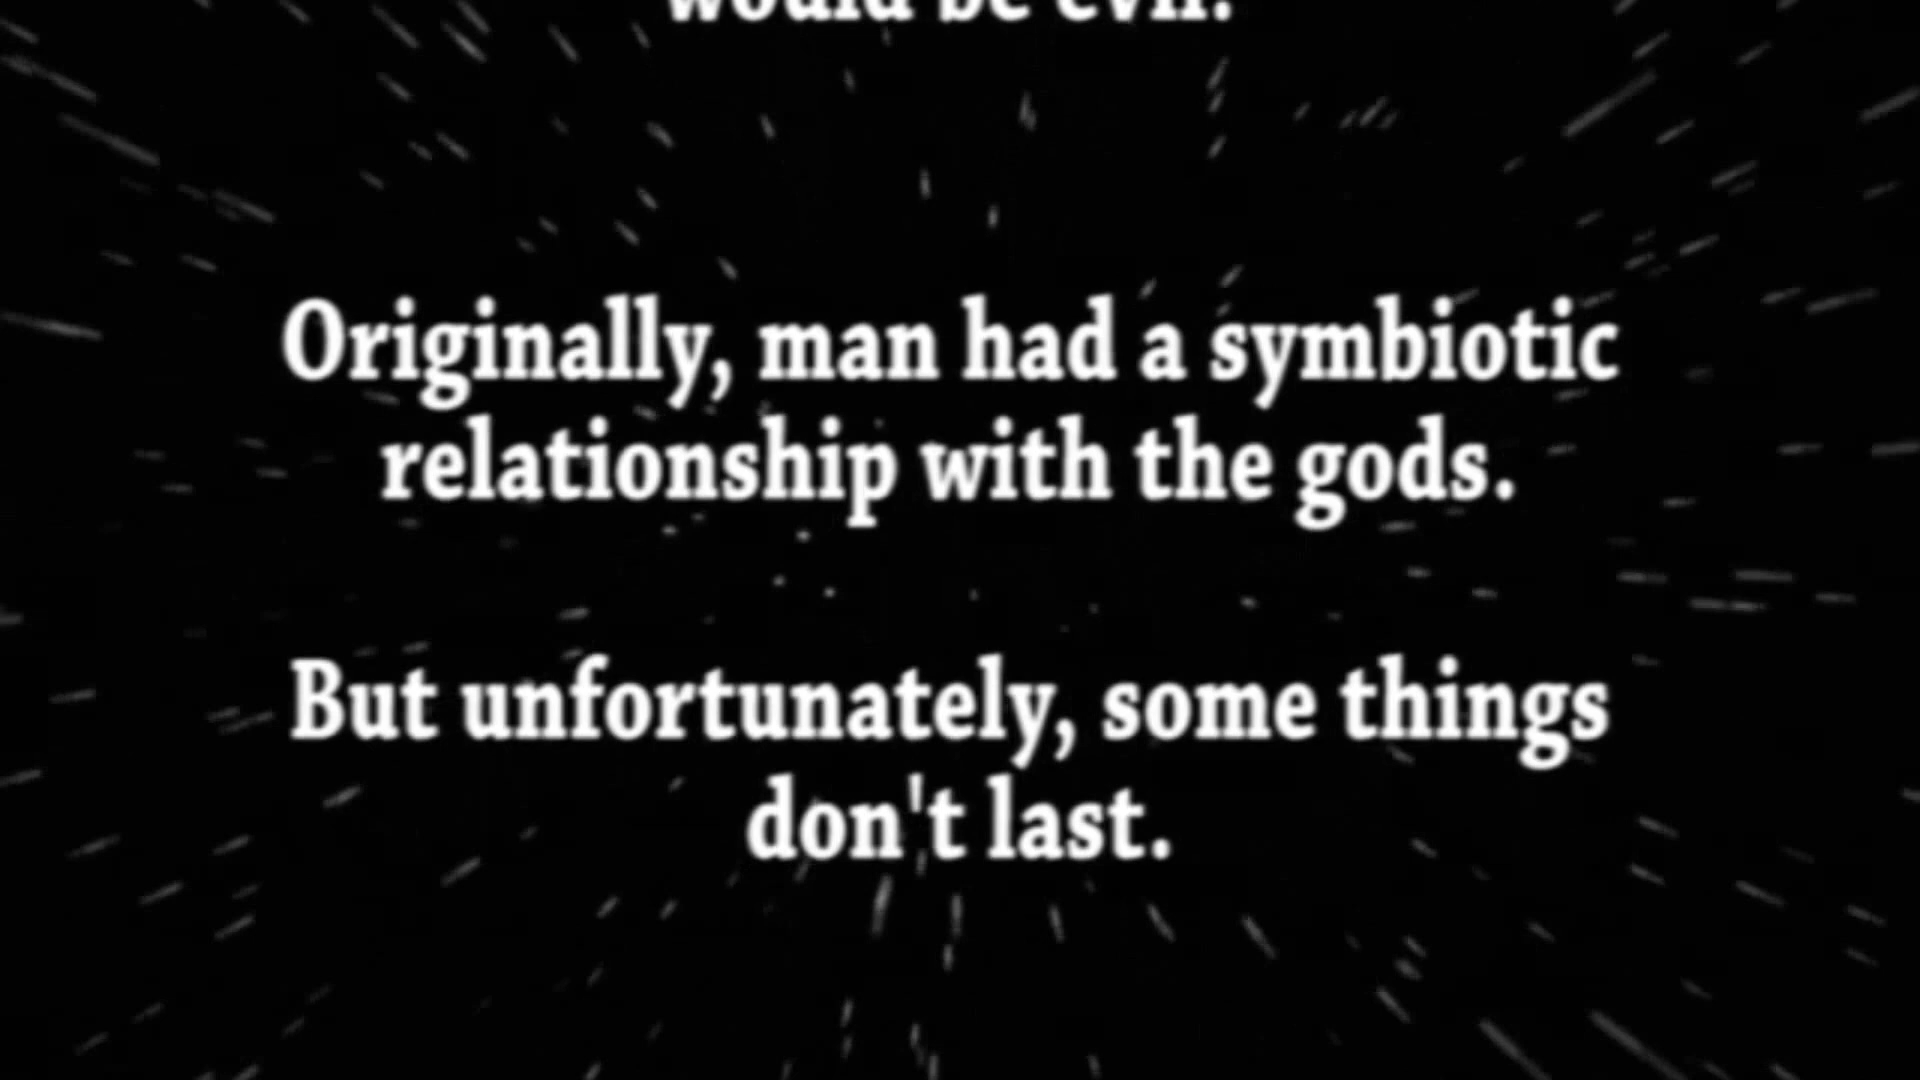 would be evil.
Originally, man had a symbiotic
relationship with the gods.
But unfortunately, some things
don't last.